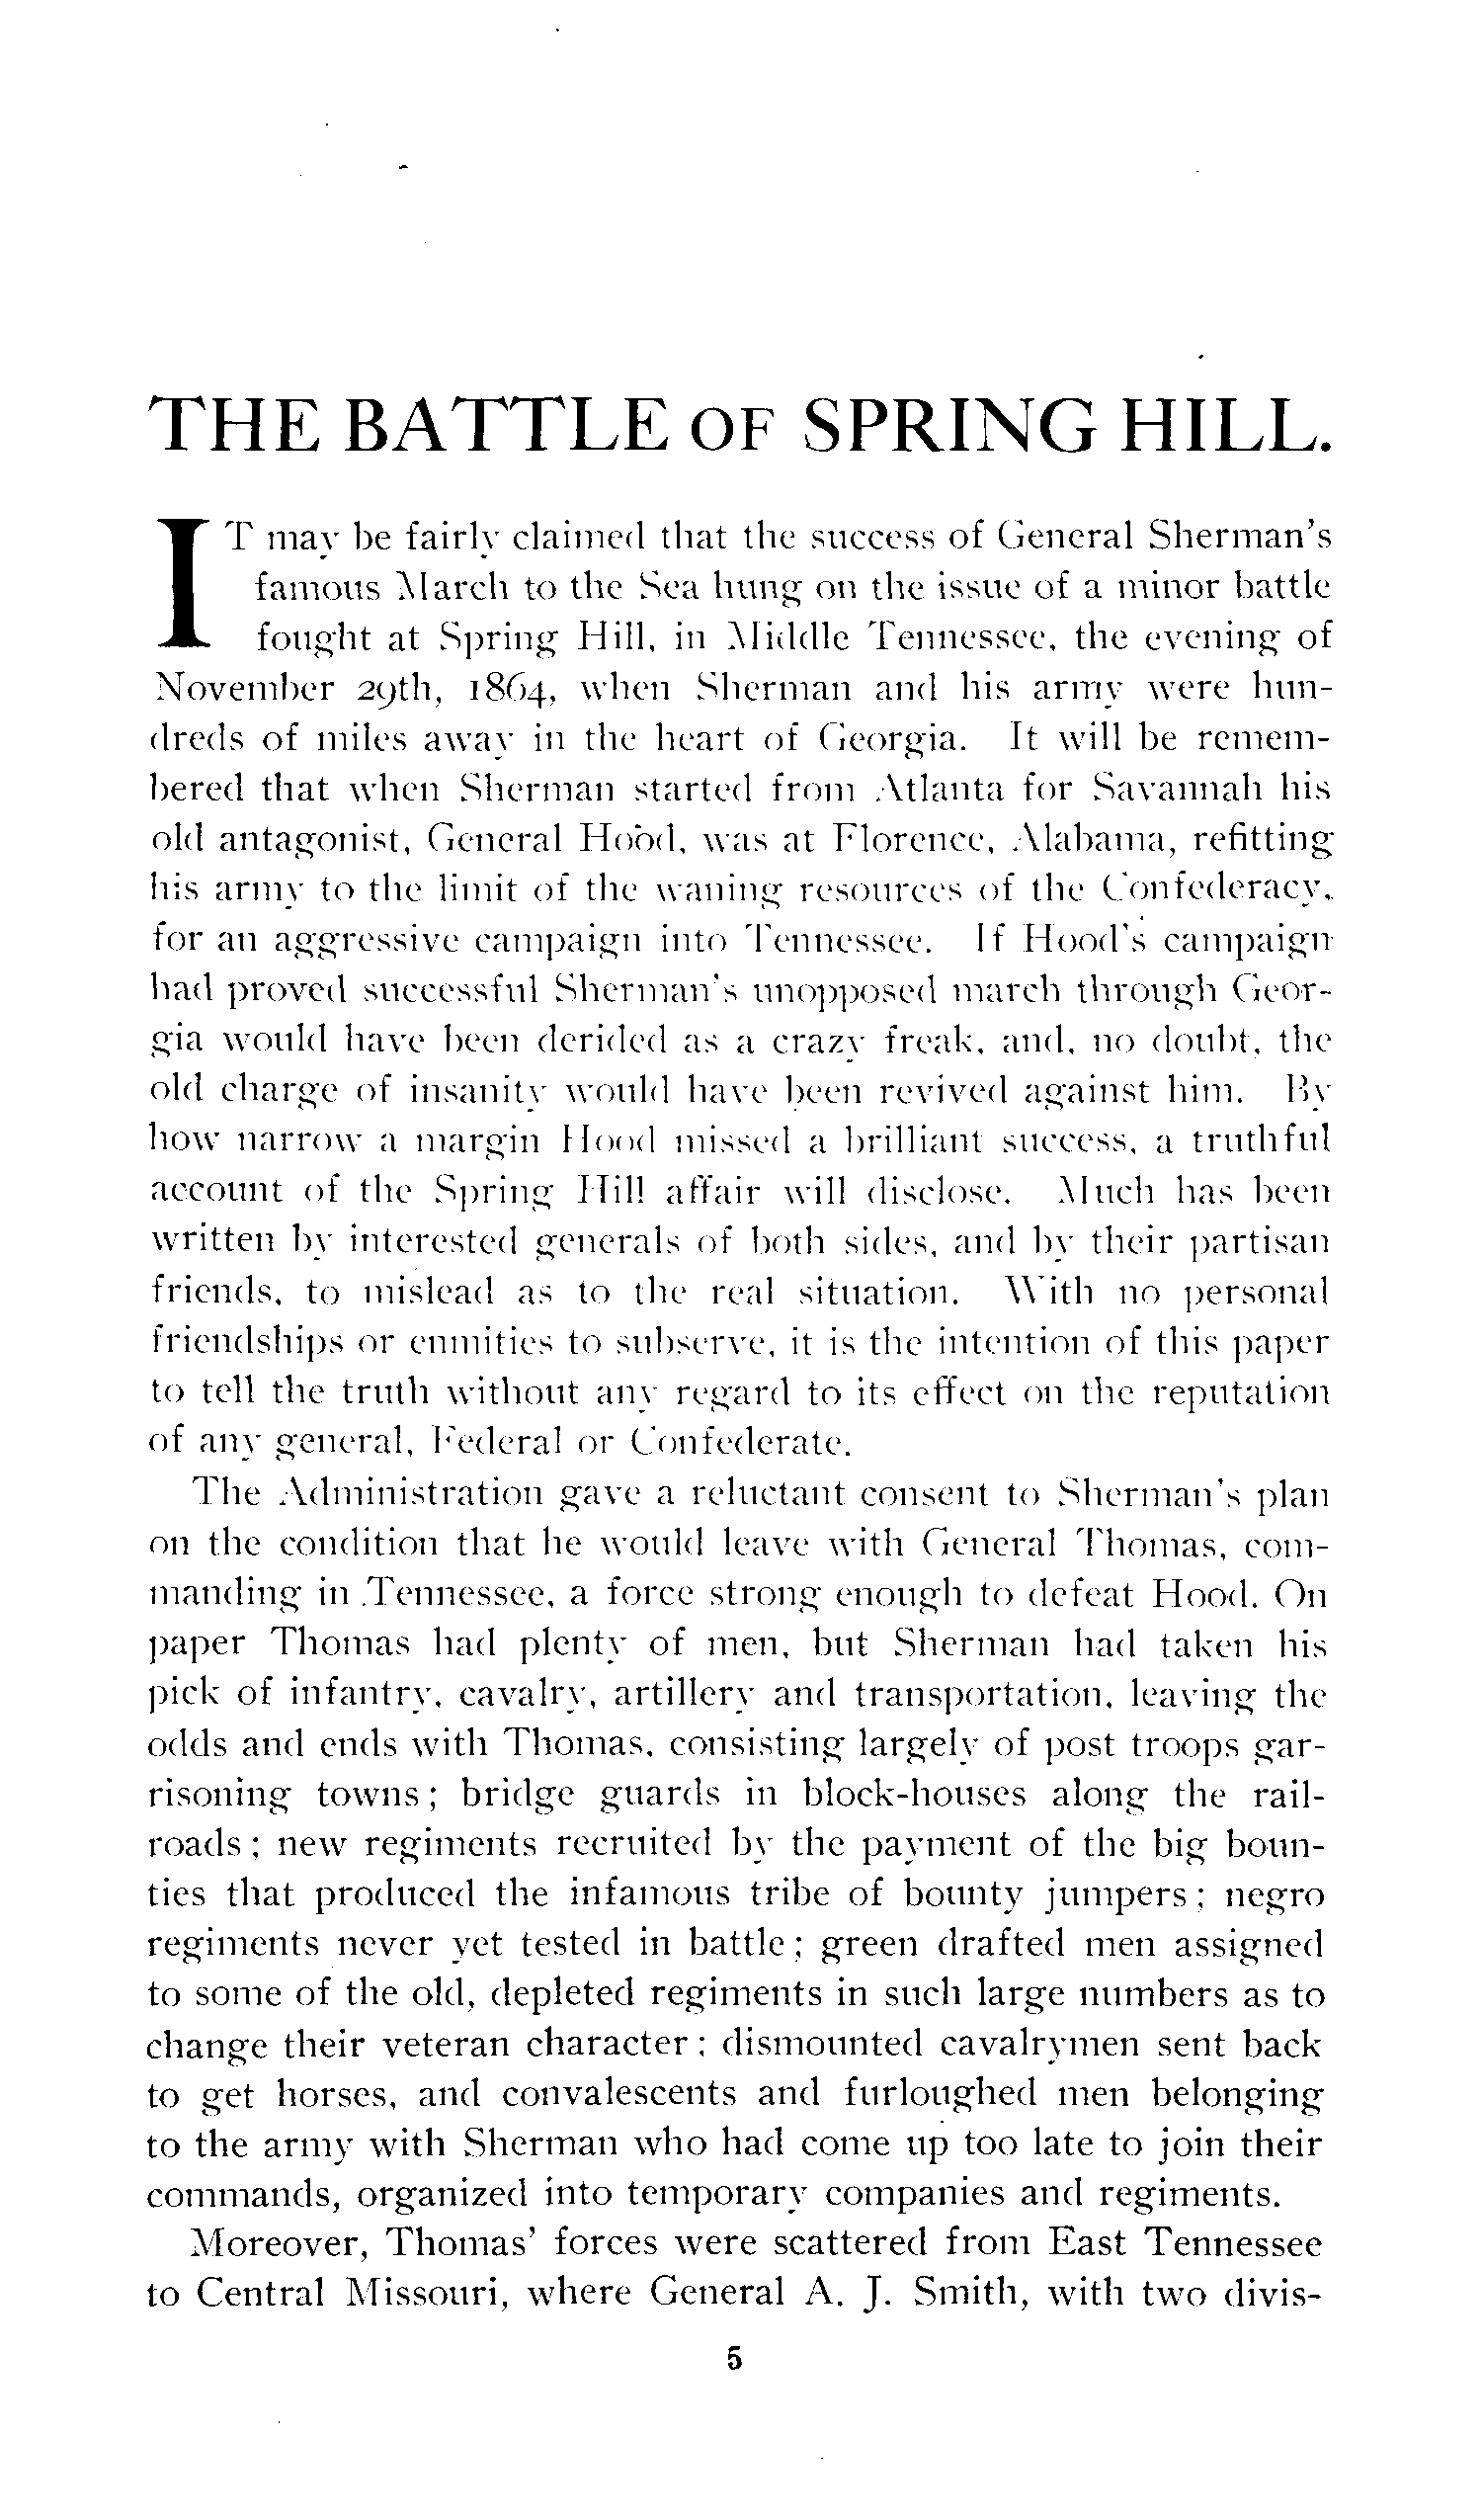 THE BATTLE OF SPRING HILL.
IT may be fairly claimed that the success of General Sherman's
famous March to the Sea hung on the issue of a minor battle
fought at Spring Hill, in Middle Tennessee, the evening of
November 29th, 1864, when Sherman and his army were hun-
dreds of miles away in the heart of Georgia. It will be remem-
bered that when Sherman started from Atlanta for Savannah his
old antagonist, General Hood, was at Florence, Alabama, refitting
his army to the limit of the waning resources of the Confederacy,
for an aggressive campaign into Tennessee. If Hood's campaign
had proved successful Sherman's unopposed march through Geor-
gia would have been derided as a crazy freak, and, no doubt, the
old charge of insanity would have been revived against him. By
how narrow a margin Hood missed a brilliant success, a truthful
account of the Spring Hill affair will disclose. Much has been
written by interested generals of both sides, and by their partisan
friends, to mislead as to the real situation. With no personal
friendships or enmities to subserve, it is the intention of this paper
to tell the truth without any regard to its effect on the reputation
of any general, Federal or Confederate.
The Administration gave a reluctant consent to Sherman's plan
on the condition that he would leave with General Thomas, com-
manding in Tennessee, a force strong enough to defeat Hood. On
paper Thomas had plenty of men, but Sherman had taken his
pick of infantry, cavalry, artillery and transportation, leaving the
odds and ends with Thomas, consisting largely of post troops gar-
risoning towns; bridge guards in block-houses along the rail-
roads; new regiments recruited by the payment of the big boun-
ties that produced the infamous tribe of bounty jumpers; negro
regiments never yet tested in battle; green drafted men assigned
to some of the old, depleted regiments in such large numbers as to
change their veteran character; dismounted cavalrymen sent back
to get horses, and convalescents and furloughed men belonging
to the army with Sherman who had come up too late to join their
commands, organized into temporary companies and regiments.
Moreover, Thomas' forces were scattered from East Tennessee
to Central Missouri, where General A. J. Smith, with two divis-
5